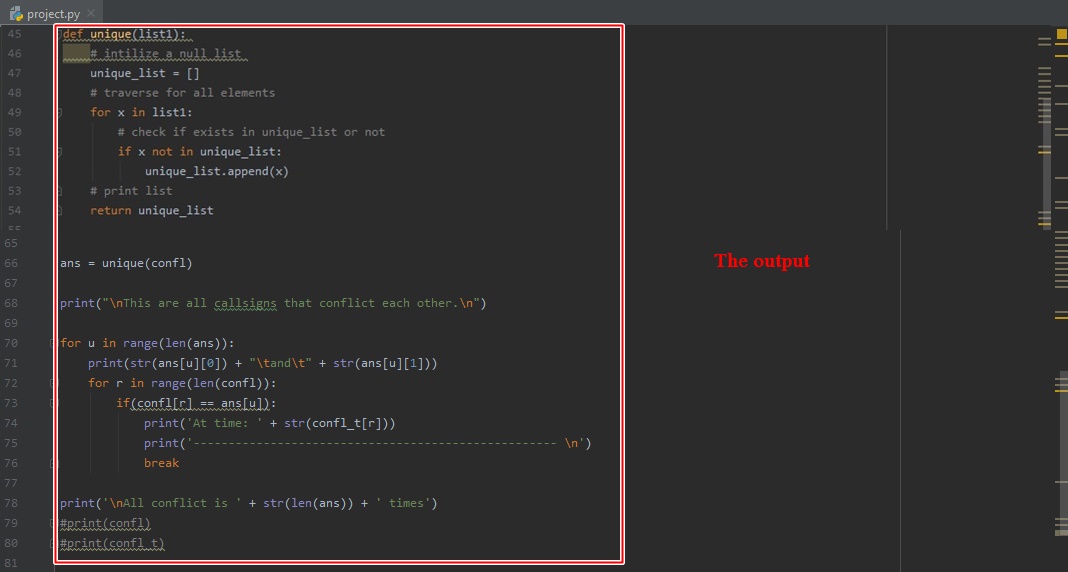 project.py
45 def unique(list1):
46 # intilize a null list
47 unique_list = []
48 # traverse for all elements
49 for x in list1:
50 # check if exists in unique_list or not
51 if x not in unique_list:
52 unique_list.append(x)
53 # print list
54 return unique_list
55
65
66 ans = unique(confl)
67
68 print("\nThis are all callsigns that conflict each other.\n")
69
70 for u in range(len(ans)):
71 print(str(ans[u][0]) + "\tand\t" + str(ans[u][1]))
72 for r in range(len(confl)):
73 if(confl[r] == ans[u]):
74 print('At time: ' + str(confl_t[r]))
75 print('---------------------------------------------------- \n')
76 break
77
78 print('\nAll conflict is ' + str(len(ans)) + ' times')
79 #print(confl)
80 #print(confl_t)
81
The output